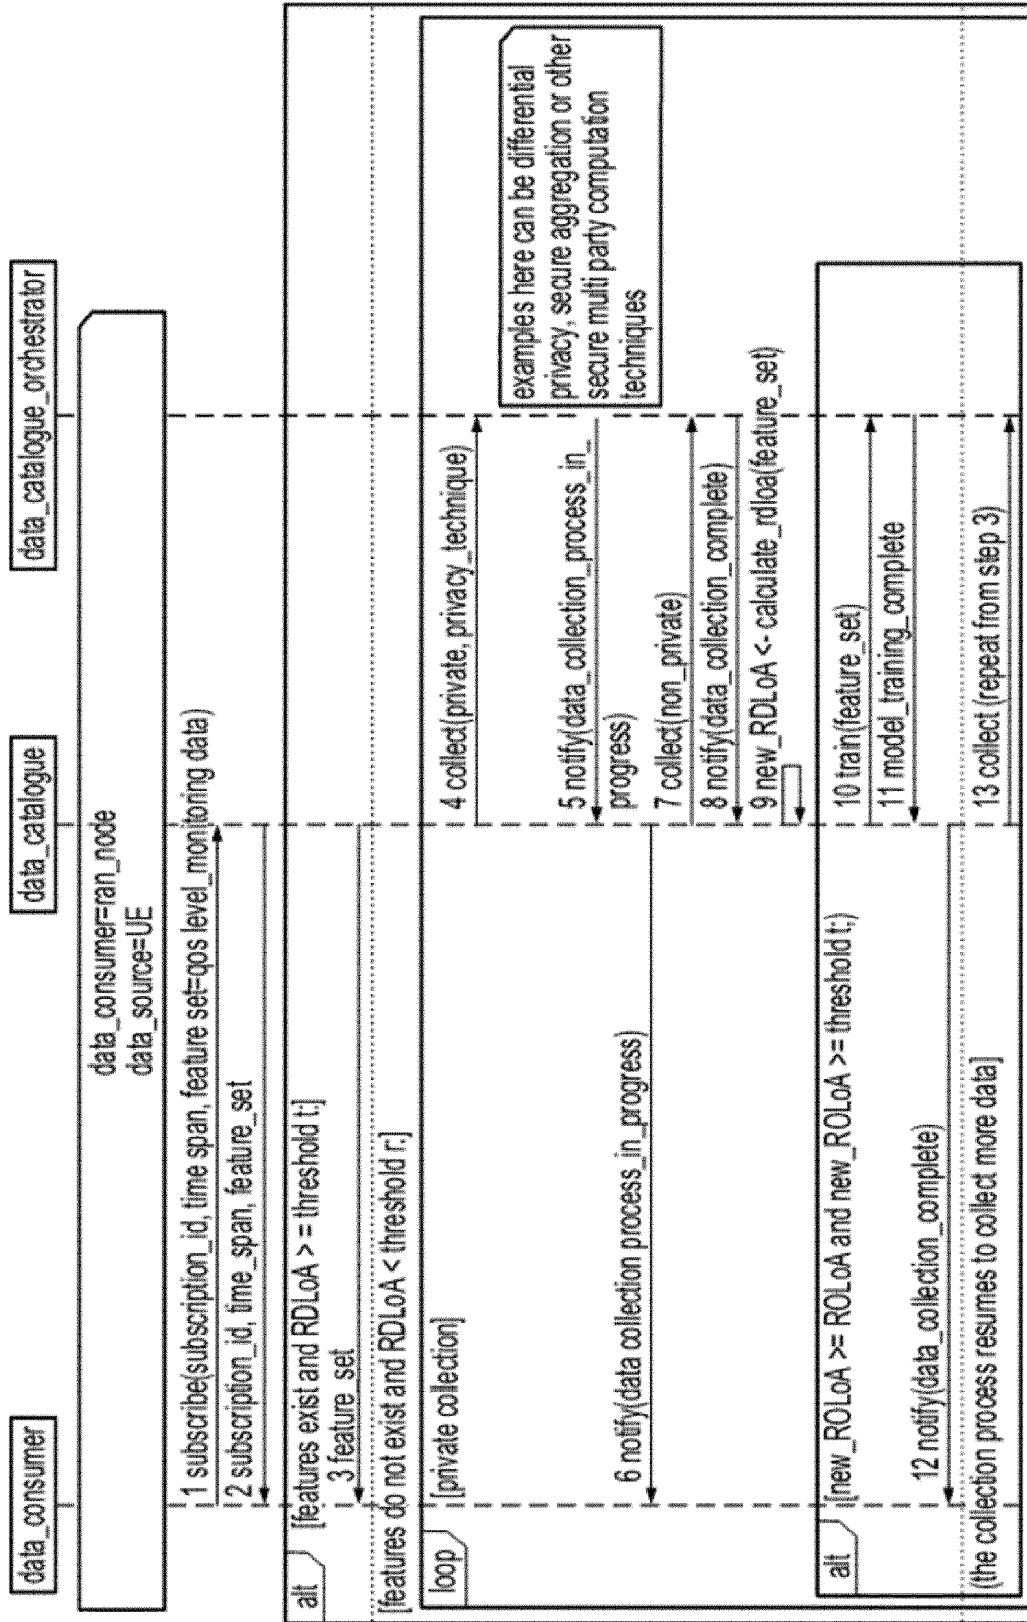 data_consumer
data_catalogue
data_catalogue_orchestrator
data_consumer=ran_node
data_source=UE
1 subscribe(subscription_id, time span, feature set=qos level_monitoring data)
2 subscription_id, time_span, feature_set
alt
[features exist and RDLoA > = threshold t:]
3 feature_set
[features do not exist and RDLoA < threshold r:]
loop
[private collection]
4 collect(private, privacy_technique)
examples here can be differential
privacy, secure aggregation or other
secure multi party computation
techniques
5 notify(data_collection_process_in_
progress)
6 notify(data collection process_in_progress)
7 collect(non_private)
8 notify(data_collection_complete)
9 new_RDLoA <- calculate_rdloa(feature_set)
alt
[new_ROLoA >= ROLoA and new_ROLoA >= threshold t:)
10 train(feature_set)
11 model_training_complete
12 notify(data_collection_complete)
(the collection process resumes to collect more data]
13 collect (repeat from step 3)